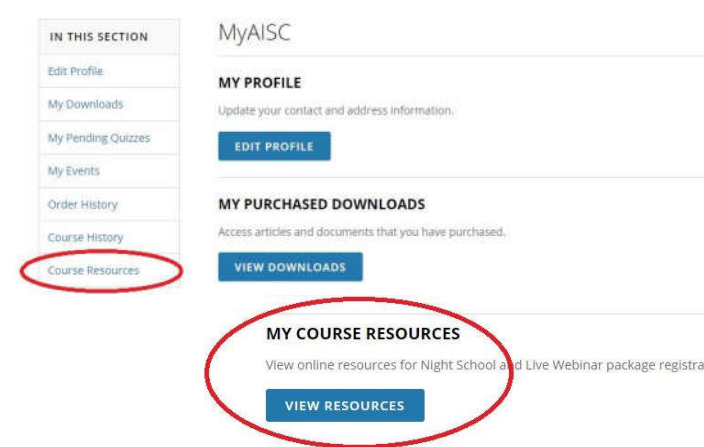 IN THIS SECTION
Edit Profile
My Downloads
My Pending Quizzes
My Events
Order History
Course History
Course Resources
MyAISC
MY PROFILE
Update your contact and address information.
EDIT PROFILE
MY PURCHASED DOWNLOADS
Access articles and documents that you have purchased.
VIEW DOWNLOADS
MY COURSE RESOURCES
View online resources for Night School and Live Webinar package registra
VIEW RESOURCES